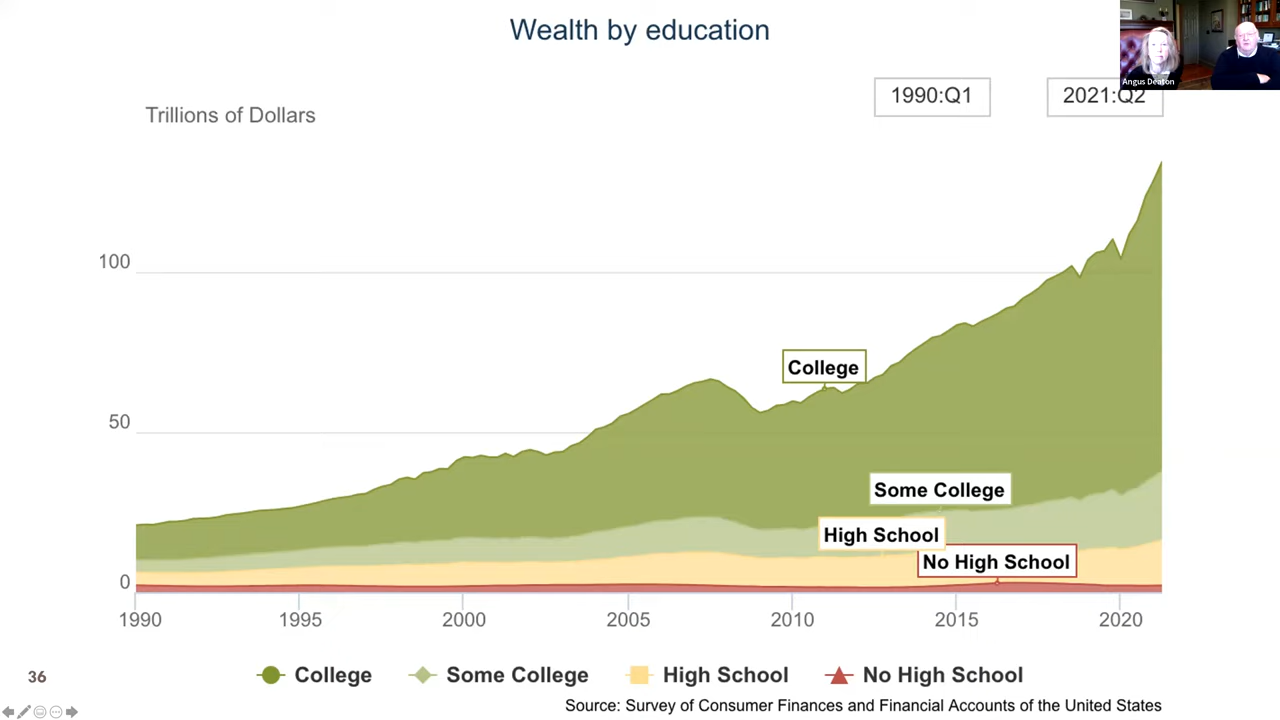 Wealth by education
Angus Deaton
1990:Q1
2021:Q2
Trillions of Dollars
100
50
0
College
Some College
High School
No High School
1990
1995
2000
2005
2010
2015
2020
College
Some College
High School
No High School
36
Source: Survey of Consumer Finances and Financial Accounts of the United States